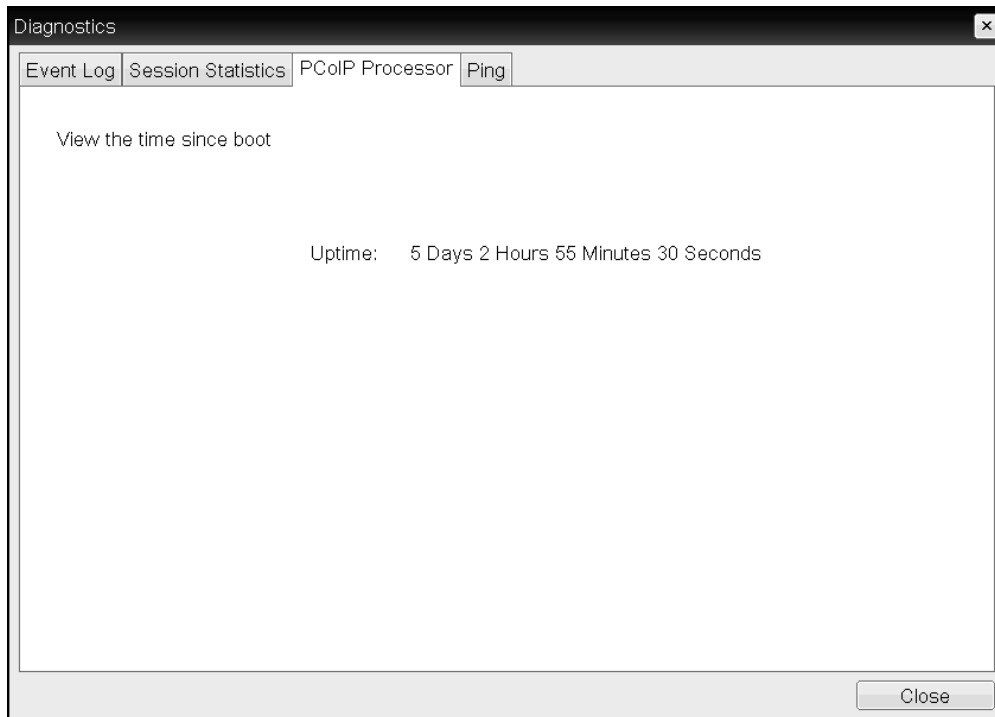 Diagnostics
Event Log Session Statistics PCoIP Processor Ping
View the time since boot
Uptime: 5 Days 2 Hours 55 Minutes 30 Seconds
Close